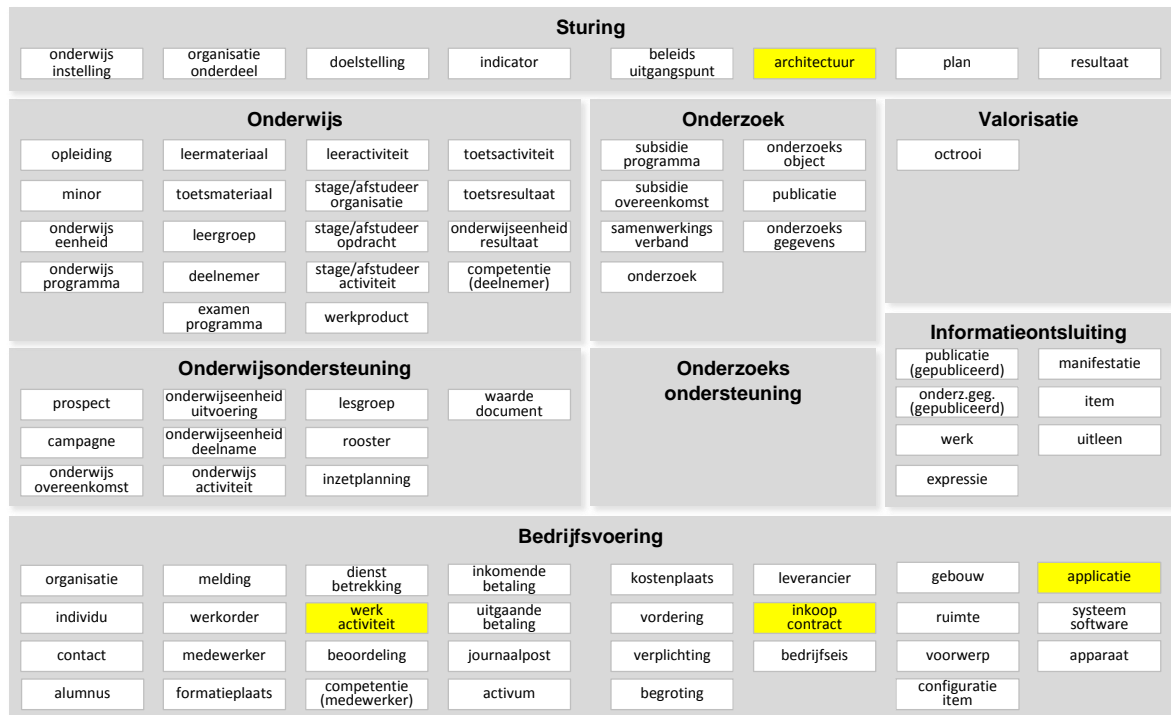 Sturing
onderwijs
instelling
organisatie
onderdeel
doelstelling
indicator
beleids
uitgangspunt
architectuur
plan
resultaat
Onderwijs
opleiding
leermateriaal
leeractiviteit
toetsactiviteit
minor
toetsmateriaal
stage/afstudeer
organisatie
toetsresultaat
onderwijs
eenheid
leergroep
stage/afstudeer
opdracht
onderwijseenheid
resultaat
onderwijs
programma
deelnemer
stage/afstudeer
activiteit
competentie
(deelnemer)
examen
programma
werkproduct
Onderzoek
subsidie
programma
onderzoeks
object
subsidie
overeenkomst
publicatie
samenwerkings
verband
onderzoeks
gegevens
onderzoek
Valorisatie
octrooi
Onderwijsondersteuning
prospect
onderwijseenheid
uitvoering
lesgroep
waarde
document
campagne
onderwijseenheid
deelname
rooster
onderwijs
overeenkomst
onderwijs
activiteit
inzetplanning
Onderzoeks
ondersteuning
Informatieontsluiting
publicatie
(gepubliceerd)
manifestatie
onderz.geg.
(gepubliceerd)
item
werk
uitleen
expressie
Bedrijfsvoering
organisatie
melding
dienst
betrekking
inkomende
betaling
kostenplaats
leverancier
gebouw
applicatie
individu
werkorder
werk
activiteit
uitgaande
betaling
vordering
inkoop
contract
ruimte
systeem
software
contact
medewerker
beoordeling
journaalpost
verplichting
bedrijfseis
voorwerp
apparaat
alumnus
formatieplaats
competentie
(medewerker)
activum
begroting
configuratie
item